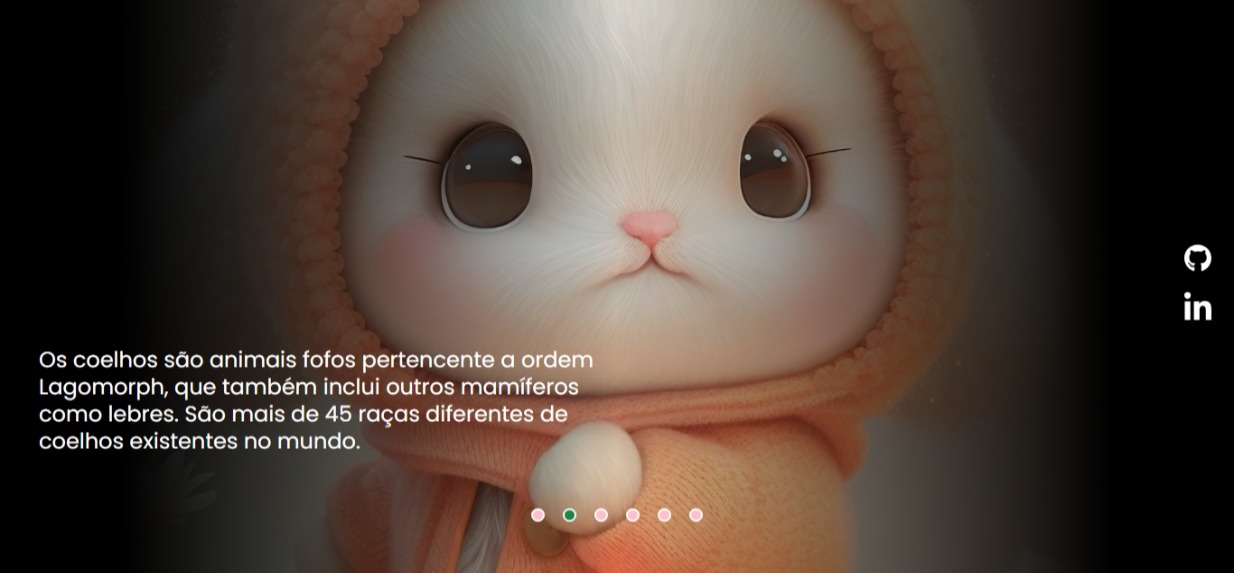 Os coelhos são animais fofos pertencente a ordem
Lagomorph, que também inclui outros mamíferos
como lebres. São mais de 45 raças diferentes de
coelhos existentes no mundo.
in